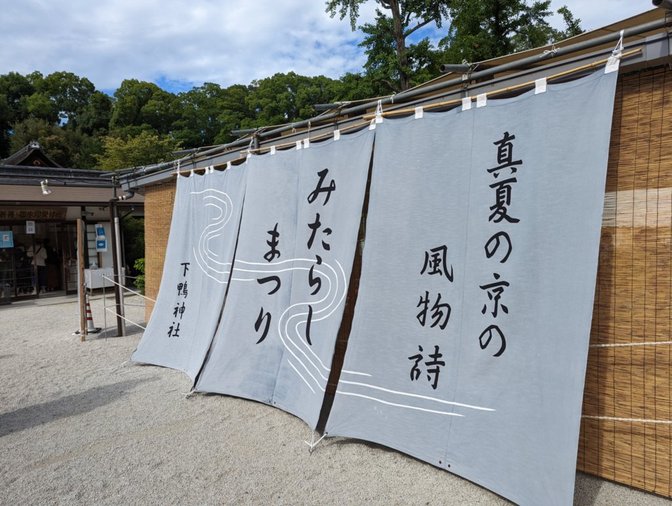 真夏の京の
風物詩
みたらし
まつり
下鴨神社